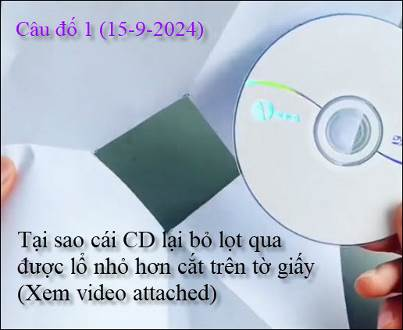 Câu đố 1 (15-9-2024)
Tại sao cái CD lại bỏ lọt qua
được lổ nhỏ hơn cắt trên tờ giấy
(Xem video attached)